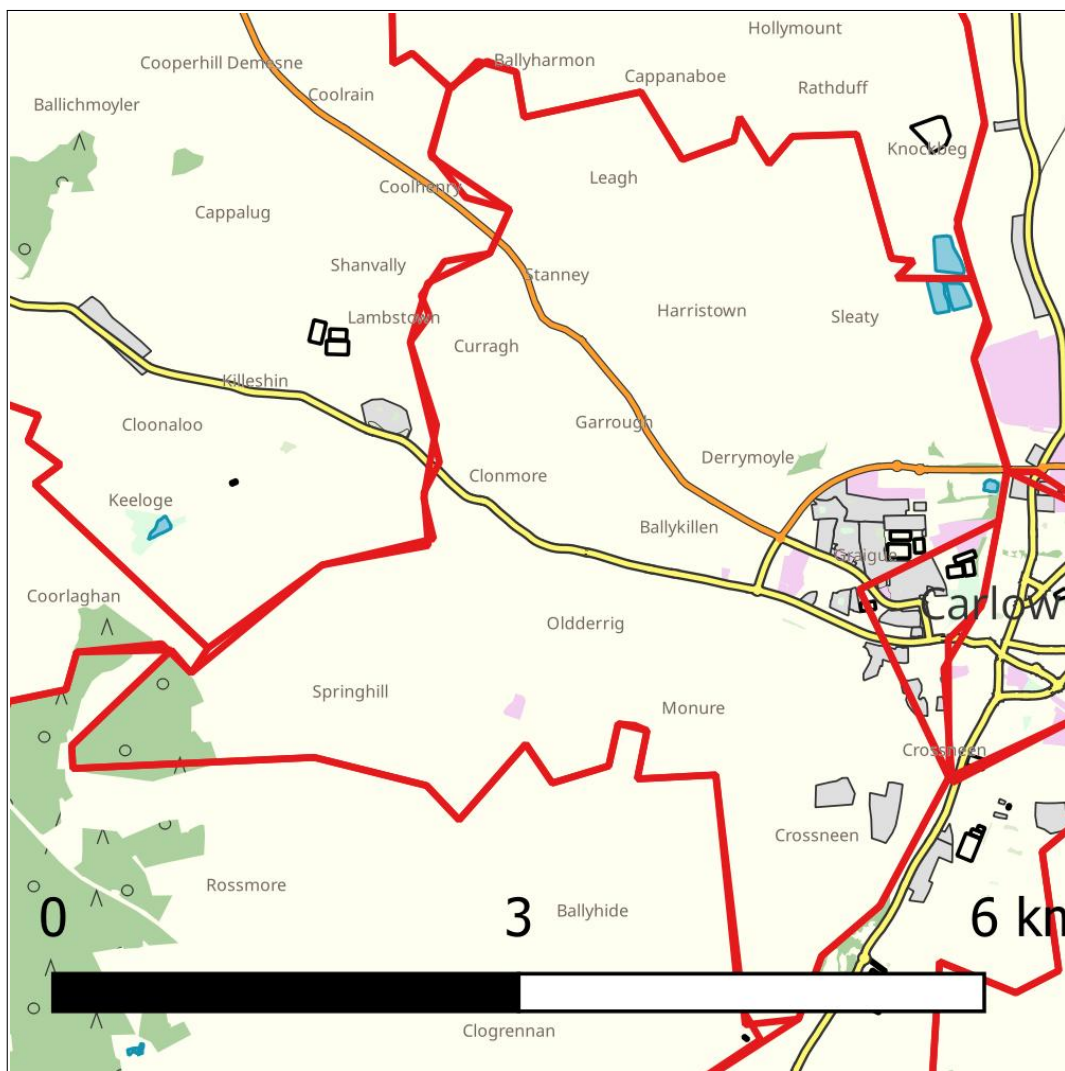 Hollymount
Cooperhill Demesne
Ballyharmon
Cappanaboe
Rathduff
Coolrain
Ballichmoyler
Knockbeg
Leagh
Coolhenry
Cappalug
Shanvally
Stanney
Harristown
Sleaty
Lambstown
Curragh
Killeshin
Cloonaloo
Garrough
Derrymoyle
Clonmore
Keeloge
Ballykillen
Graigue
Coorlaghan
Carlow
Oldderrig
Springhill
Monure
Crossneen
Crossneen
Rossmore
Ballyhide
0 3 6 km
Clogrennan